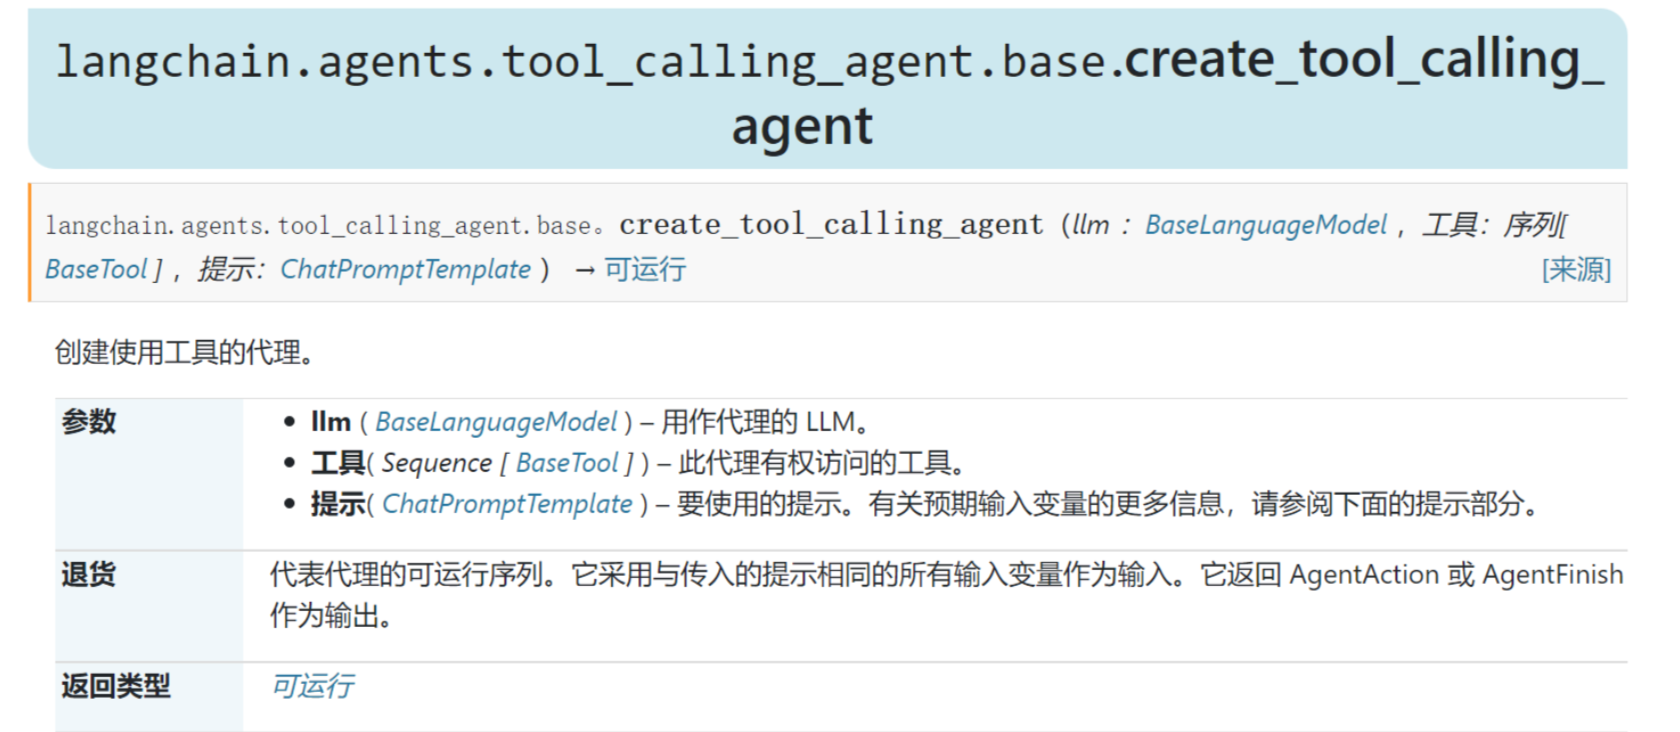 langchain.agents.tool_calling_agent.base.create_tool_calling_
agent
langchain.agents.tool_calling_agent.base。create_tool_calling_agent（llm：BaseLanguageModel，工具：序列[
BaseTool]，提示：ChatPromptTemplate） → 可运行 [来源]
创建使用工具的代理。
参数
• llm ( BaseLanguageModel ) – 用作代理的 LLM。
• 工具( Sequence [ BaseTool ] ) – 此代理有权访问的工具。
• 提示( ChatPromptTemplate ) – 要使用的提示。有关预期输入变量的更多信息，请参阅下面的提示部分。
退货
代表代理的可运行序列。它采用与传入的提示相同的所有输入变量作为输入。它返回 AgentAction 或 AgentFinish
作为输出。
返回类型
可运行